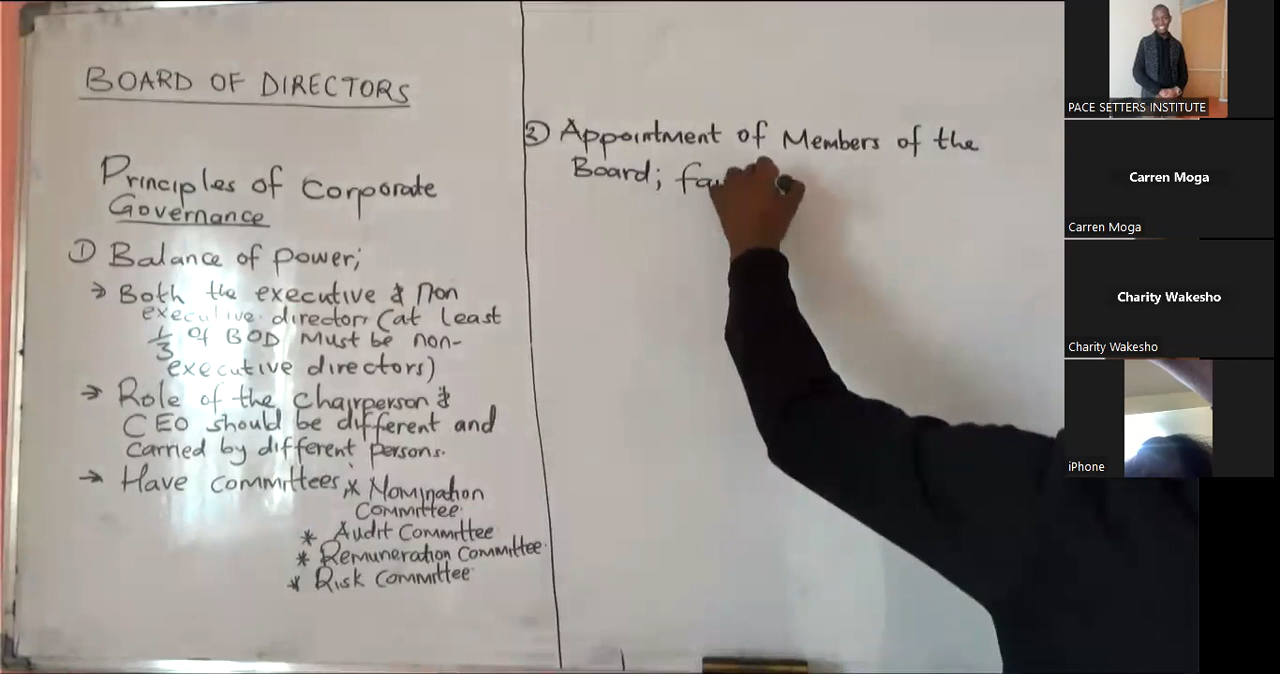 BOARD OF DIRECTORS
Principles of Corporate
Governance
① Balance of power;
→ Both the executive & Non
executive directors (at least
1/3 of BOD Must be non-
executive directors)
→ Role of the Chairperson &
CEO should be different and
carried by different persons.
→ Have committees; * Nomination
Committee
* Audit Committee
* Remuneration Committee
* Risk Committee
② Appointment of Members of the
Board;
PACE SETTERS INSTITUTE
Carren Moga
Carren Moga
Charity Wakesho
Charity Wakesho
iPhone